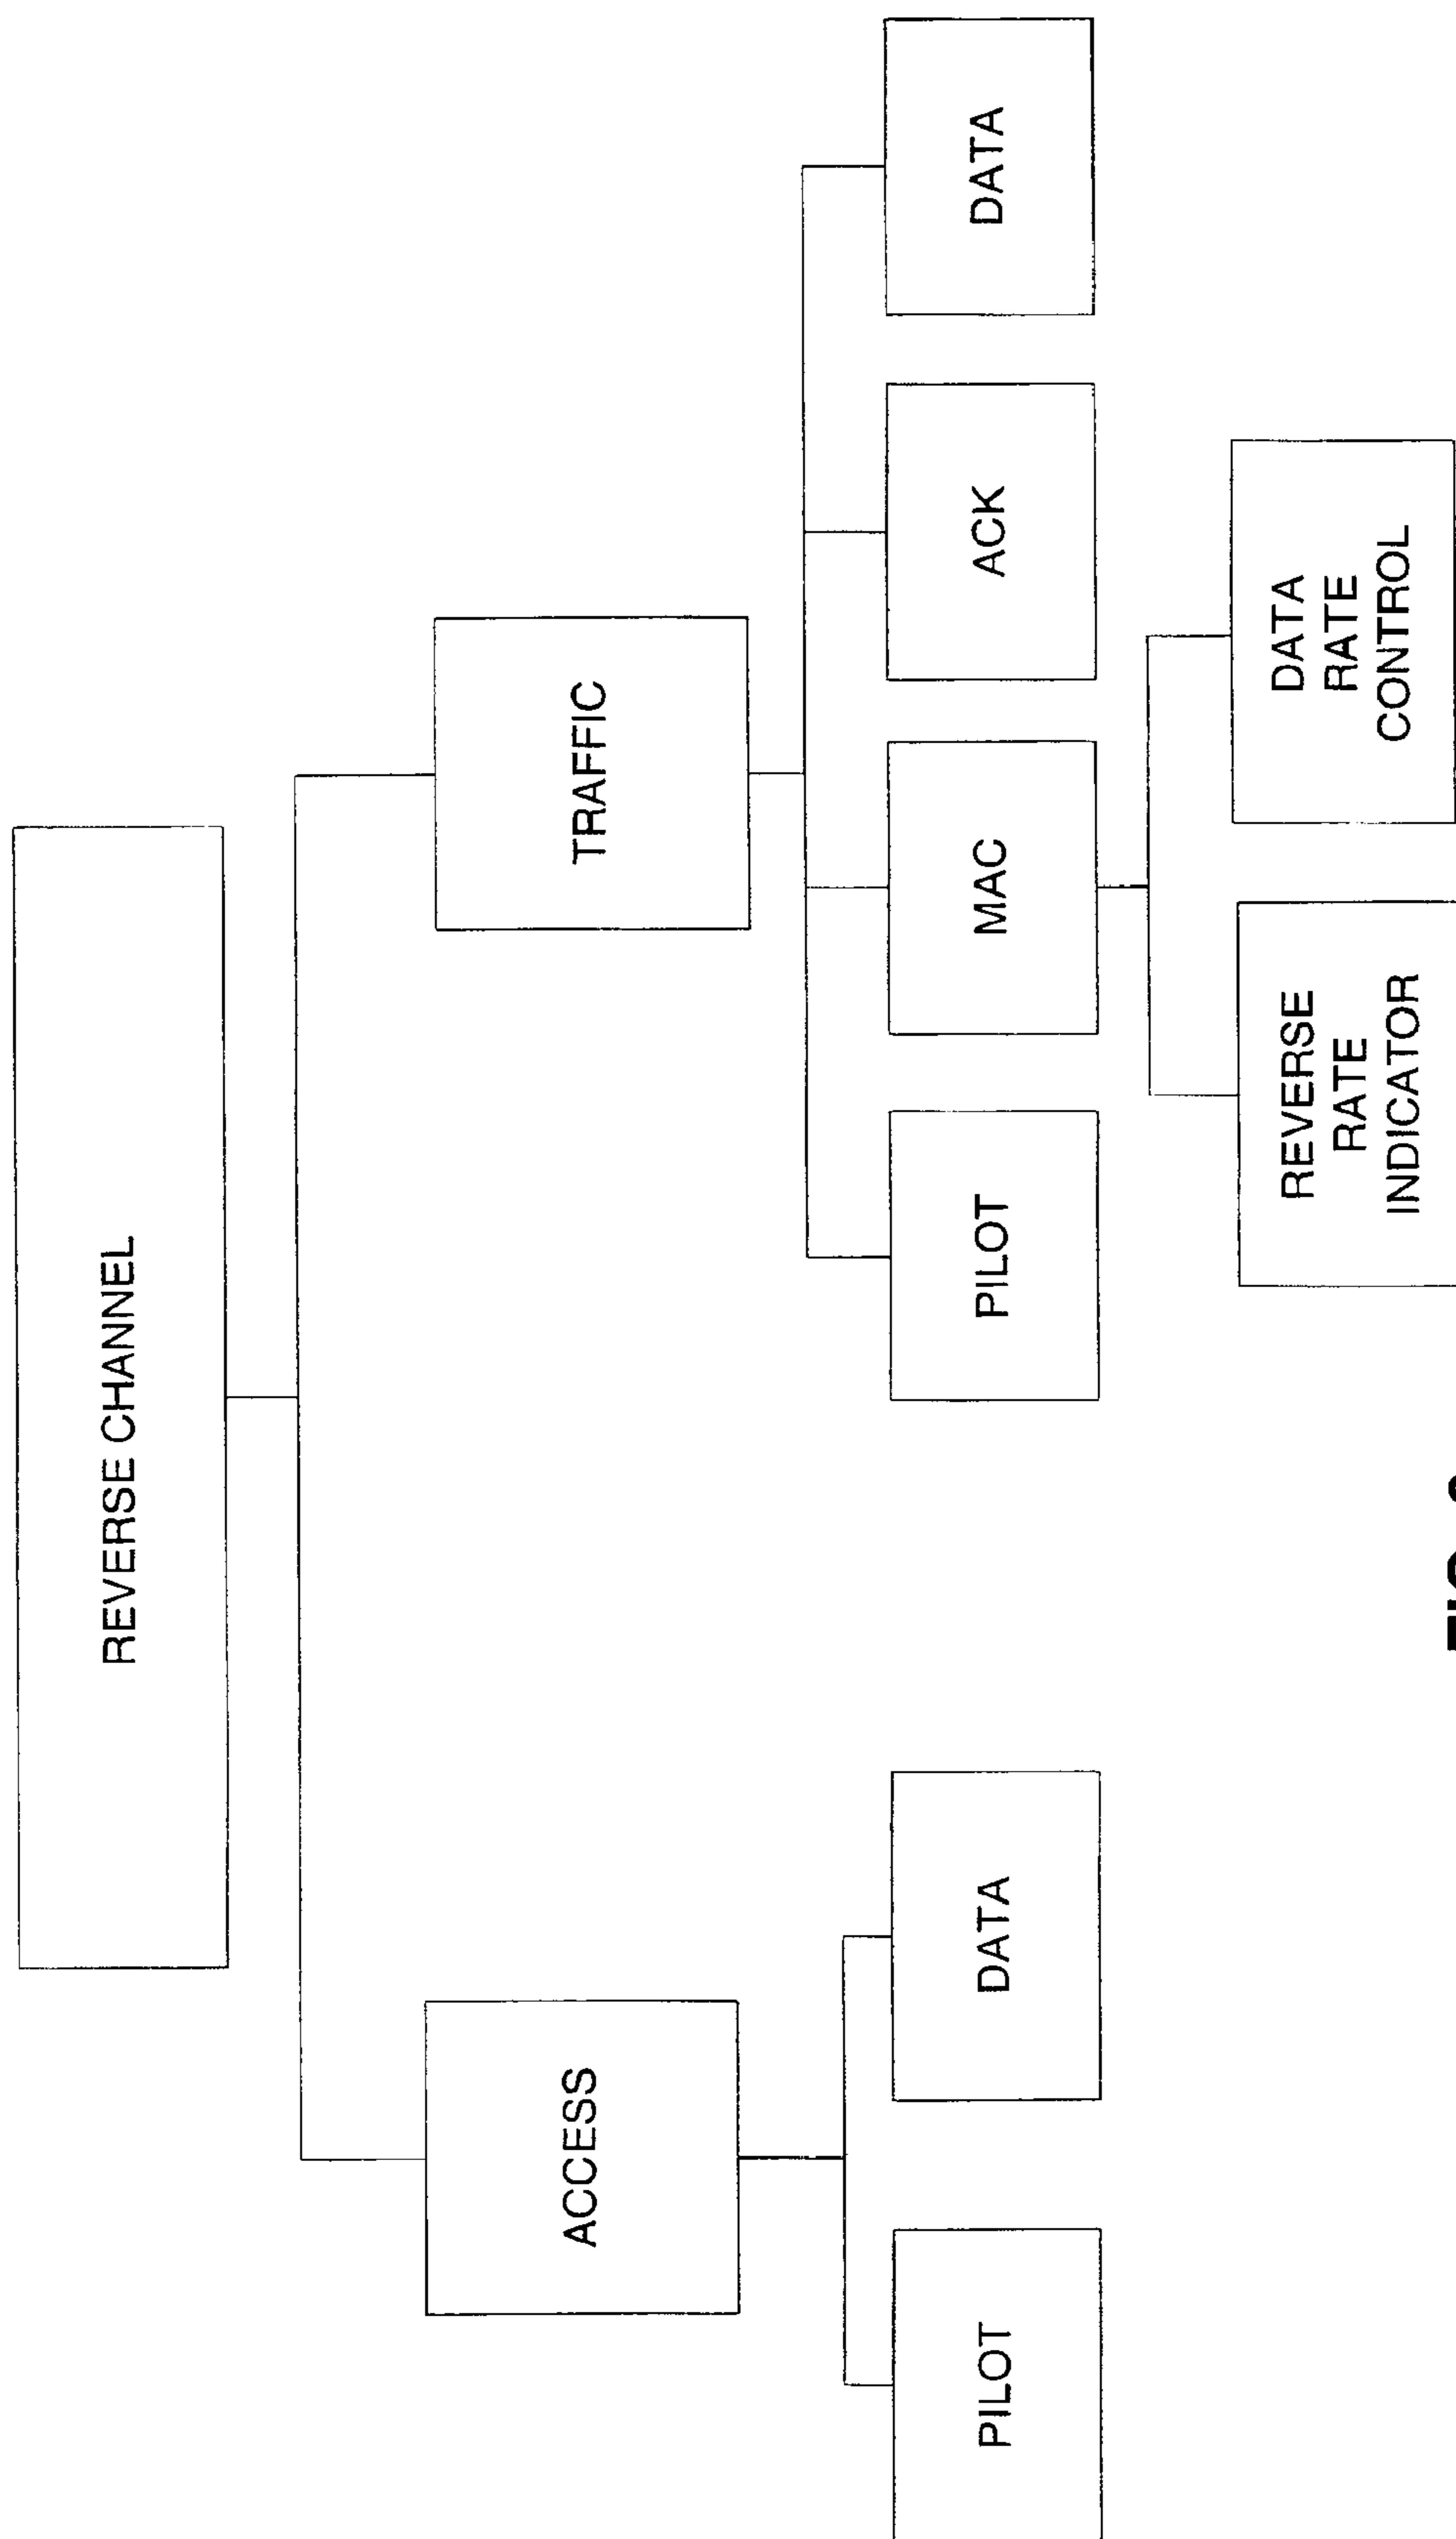 REVERSE CHANNEL
ACCESS
TRAFFIC
PILOT
DATA
PILOT
MAC
ACK
DATA
REVERSE
RATE
INDICATOR
DATA
RATE
CONTROL